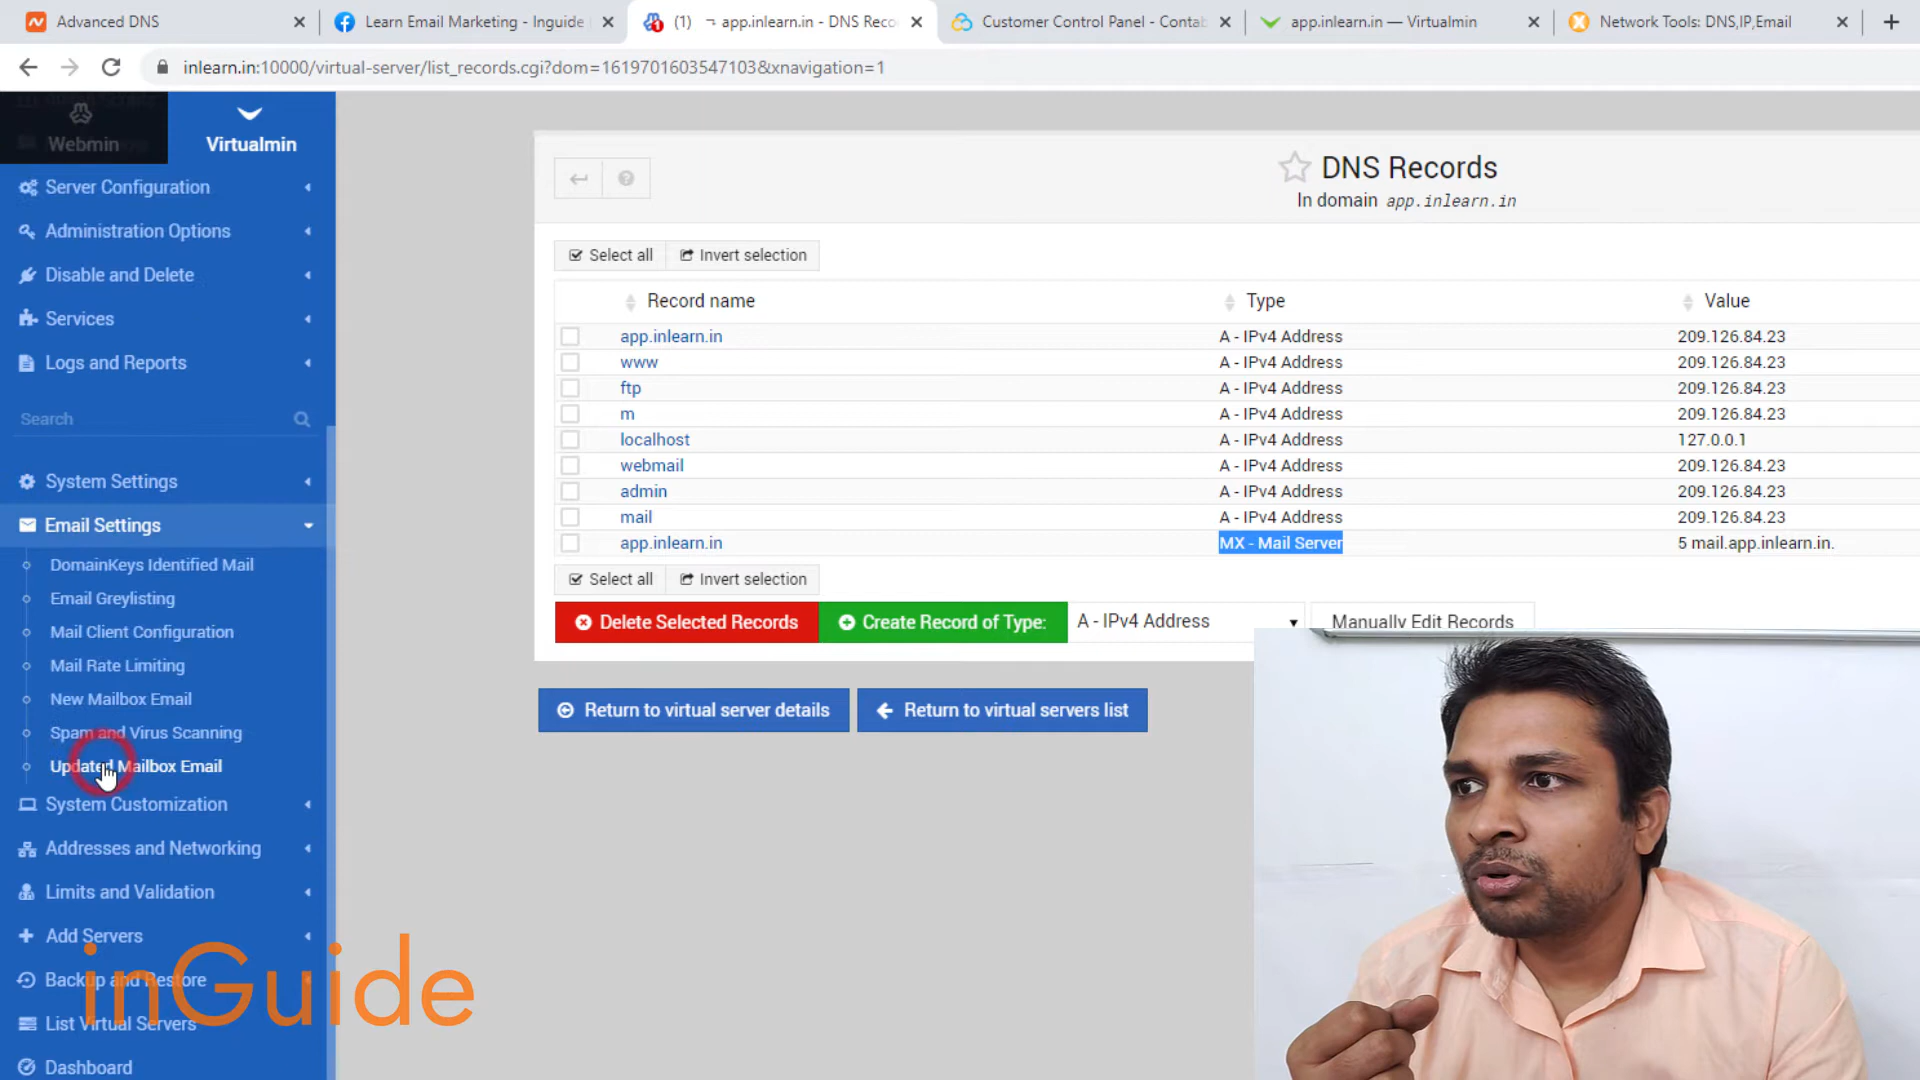 Advanced DNS
Learn Email Marketing - Inguide
(1) app.inlearn.in - DNS Reco
Customer Control Panel - Contab
app.inlearn.in — Virtualmin
Network Tools: DNS,IP,Email
inlearn.in:10000/virtual-server/list_records.cgi?dom=1619701603547103&xnavigation=1
Webmin
Virtualmin
Server Configuration
Administration Options
Disable and Delete
Services
Logs and Reports
Search
System Settings
Email Settings
DomainKeys Identified Mail
Email Greylisting
Mail Client Configuration
Mail Rate Limiting
New Mailbox Email
Spam and Virus Scanning
Updated Mailbox Email
System Customization
Addresses and Networking
Limits and Validation
Add Servers
Backup and Restore
List Virtual Servers
Dashboard
inGuide
DNS Records
In domain app.inlearn.in
Select all Invert selection
Record name Type Value
app.inlearn.in A - IPv4 Address 209.126.84.23
www A - IPv4 Address 209.126.84.23
ftp A - IPv4 Address 209.126.84.23
m A - IPv4 Address 209.126.84.23
localhost A - IPv4 Address 127.0.0.1
webmail A - IPv4 Address 209.126.84.23
admin A - IPv4 Address 209.126.84.23
mail A - IPv4 Address 209.126.84.23
app.inlearn.in MX - Mail Server 5 mail.app.inlearn.in.
Select all Invert selection
Delete Selected Records Create Record of Type: A - IPv4 Address Manually Edit Records
Return to virtual server details Return to virtual servers list